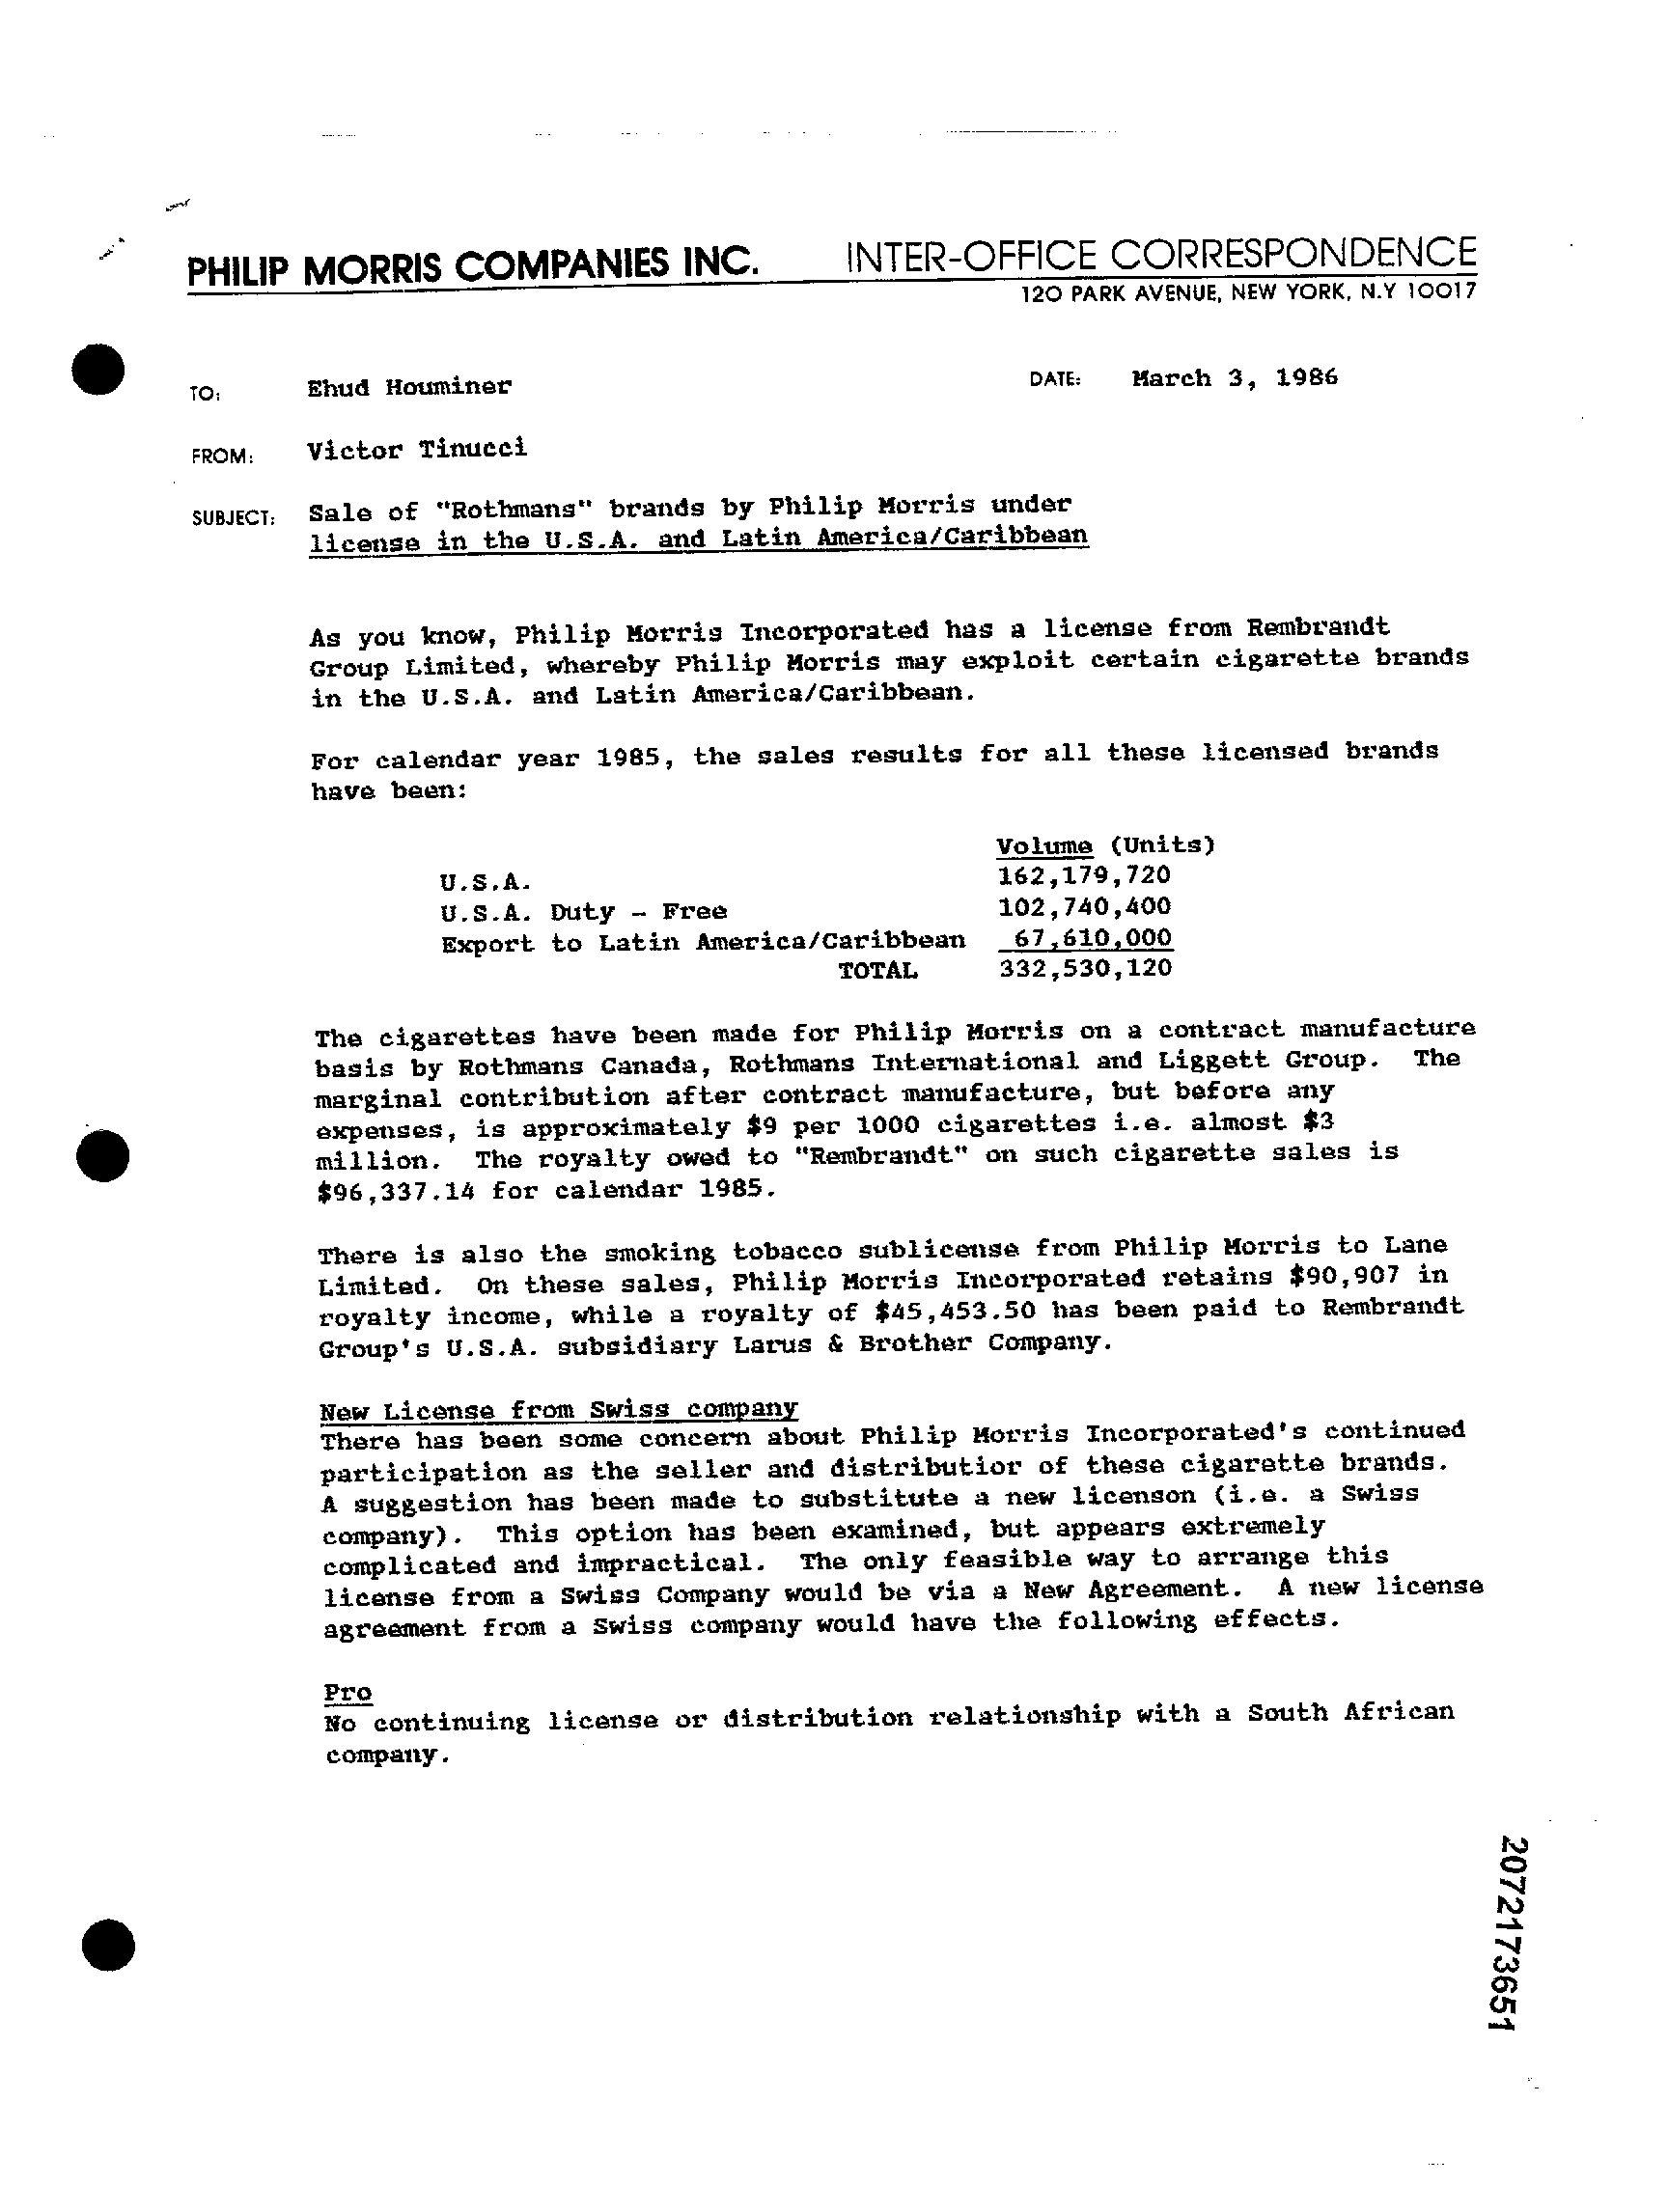 PHILIP MORRIS COMPANIES INC. INTER-OFFICE CORRESPONDENCE
120 PARK AVENUE, NEW YORK, N.Y 10017
TO: Ehud Houminer DATE: March 3, 1986
FROM: Victor Tinucci
SUBJECT: Sale of "Rothmans" brands by Philip Morris under
license in the U.S.A. and Latin America/Caribbean
As you know, Philip Morris Incorporated has a license from Rembrandt
Group Limited, whereby Philip Morris may exploit certain cigarette brands
in the U.S.A. and Latin America/Caribbean.
For calendar year 1985, the sales results for all these licensed brands
have been:
Volume (Units)
U.S.A. 162,179,720
U.S.A. Duty - Free 102,740,400
Export to Latin America/Caribbean 67,610,000
TOTAL 332,530,120
The cigarettes have been made for Philip Morris on a contract manufacture
basis by Rothmans Canada, Rothmans International and Liggett Group. The
marginal contribution after contract manufacture, but before any
expenses, is approximately $9 per 1000 cigarettes i.e. almost $3
million. The royalty owed to "Rembrandt" on such cigarette sales is
$96,337.14 for calendar 1985.
There is also the smoking tobacco sublicense from Philip Morris to Lane
Limited. On these sales, Philip Morris Incorporated retains $90,907 in
royalty income, while a royalty of $45,453.50 has been paid to Rembrandt
Group's U.S.A. subsidiary Larus & Brother Company.
New License from Swiss company
There has been some concern about Philip Morris Incorporated's continued
participation as the seller and distributior of these cigarette brands.
A suggestion has been made to substitute a new licenson (i.e. a Swiss
company). This option has been examined, but appears extremely
complicated and impractical. The only feasible way to arrange this
license from a Swiss Company would be via a New Agreement. A new license
agreement from a Swiss company would have the following effects.
Pro
No continuing license or distribution relationship with a South African
company.
2072173651